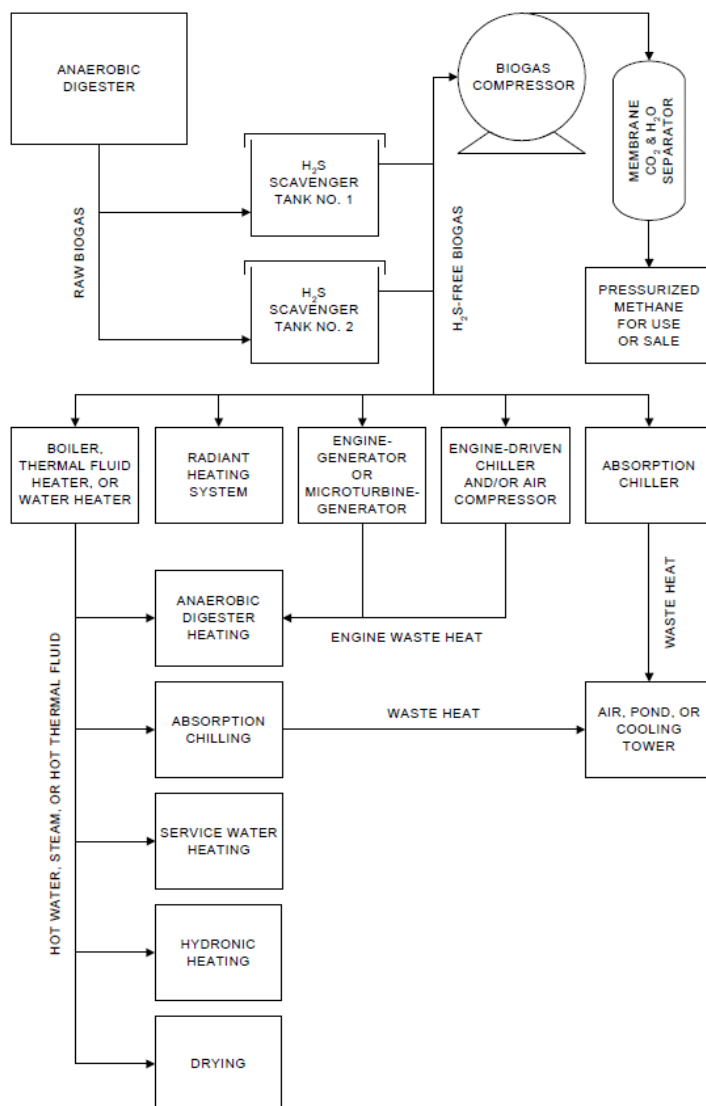 ANAEROBIC
DIGESTER
BIOGAS
COMPRESSOR
MEMBRANE
CO₂ & H₂O
SEPARATOR
H₂S
SCAVENGER
TANK NO. 1
RAW BIOGAS
H₂S
SCAVENGER
TANK NO. 2
H₂S-FREE BIOGAS
PRESSURIZED
METHANE
FOR USE
OR SALE
BOILER,
THERMAL FLUID
HEATER, OR
WATER HEATER
RADIANT
HEATING
SYSTEM
ENGINE-
GENERATOR
OR
MICROTURBINE-
GENERATOR
ENGINE-DRIVEN
CHILLER
AND/OR AIR
COMPRESSOR
ABSORPTION
CHILLER
HOT WATER, STEAM, OR HOT THERMAL FLUID
ANAEROBIC
DIGESTER
HEATING
ENGINE WASTE HEAT
WASTE HEAT
ABSORPTION
CHILLING
WASTE HEAT
AIR, POND, OR
COOLING
TOWER
SERVICE WATER
HEATING
HYDRONIC
HEATING
DRYING